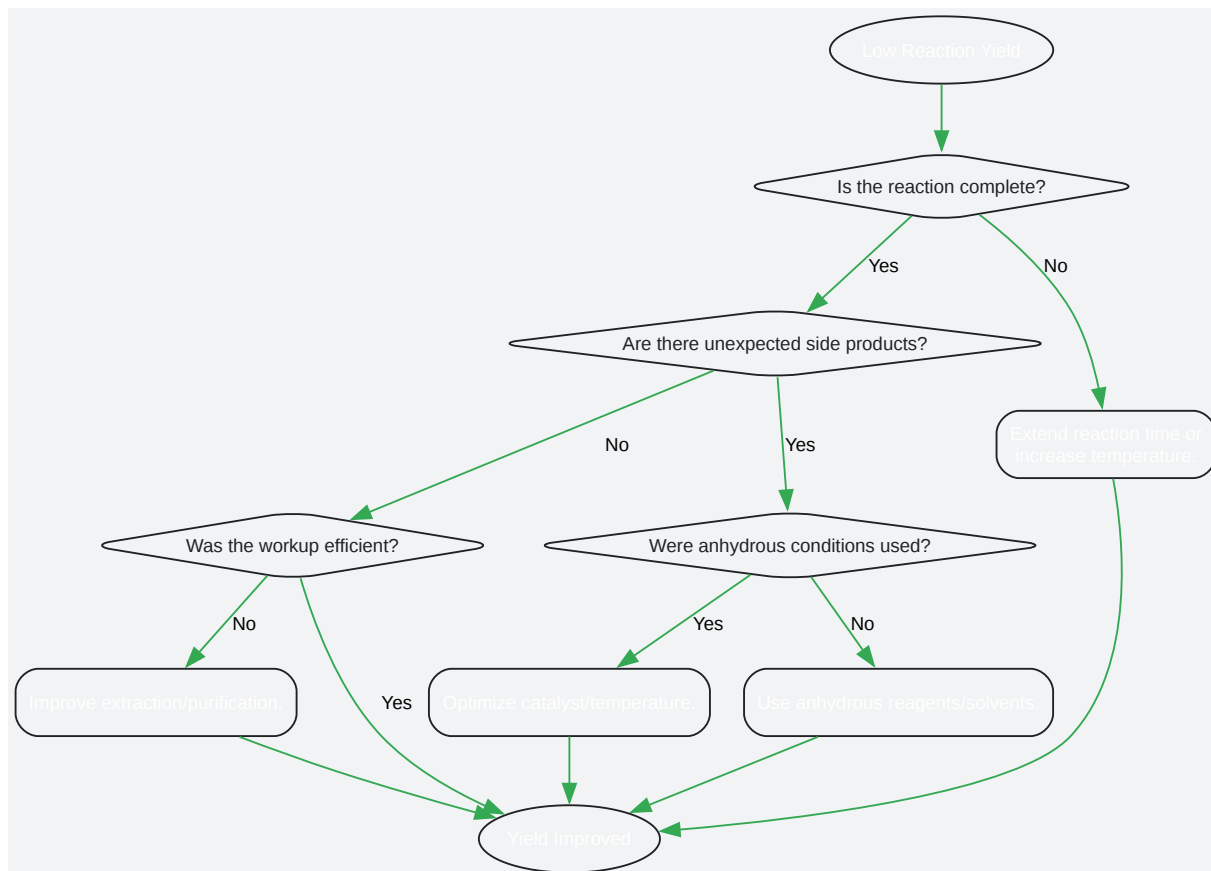 Low Reaction Yield
Is the reaction complete?
Yes
No
Are there unexpected side products?
No
Yes
Extend reaction time or
increase temperature.
Was the workup efficient?
Were anhydrous conditions used?
No
Yes
Yes
No
Improve extraction/purification.
Optimize catalyst/temperature.
Use anhydrous reagents/solvents.
Yield Improved